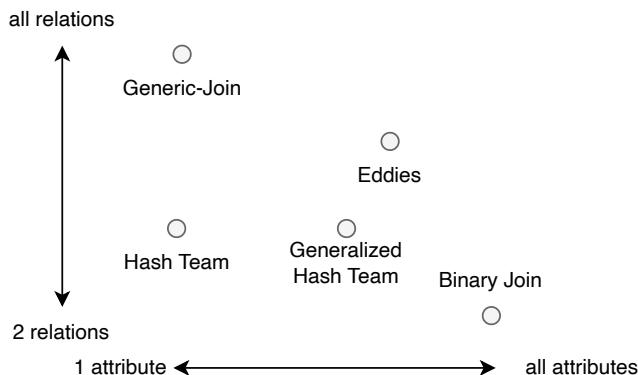 all relations
Generic-Join
Eddies
Hash Team
Generalized
Hash Team
Binary Join
2 relations
1 attribute
all attributes